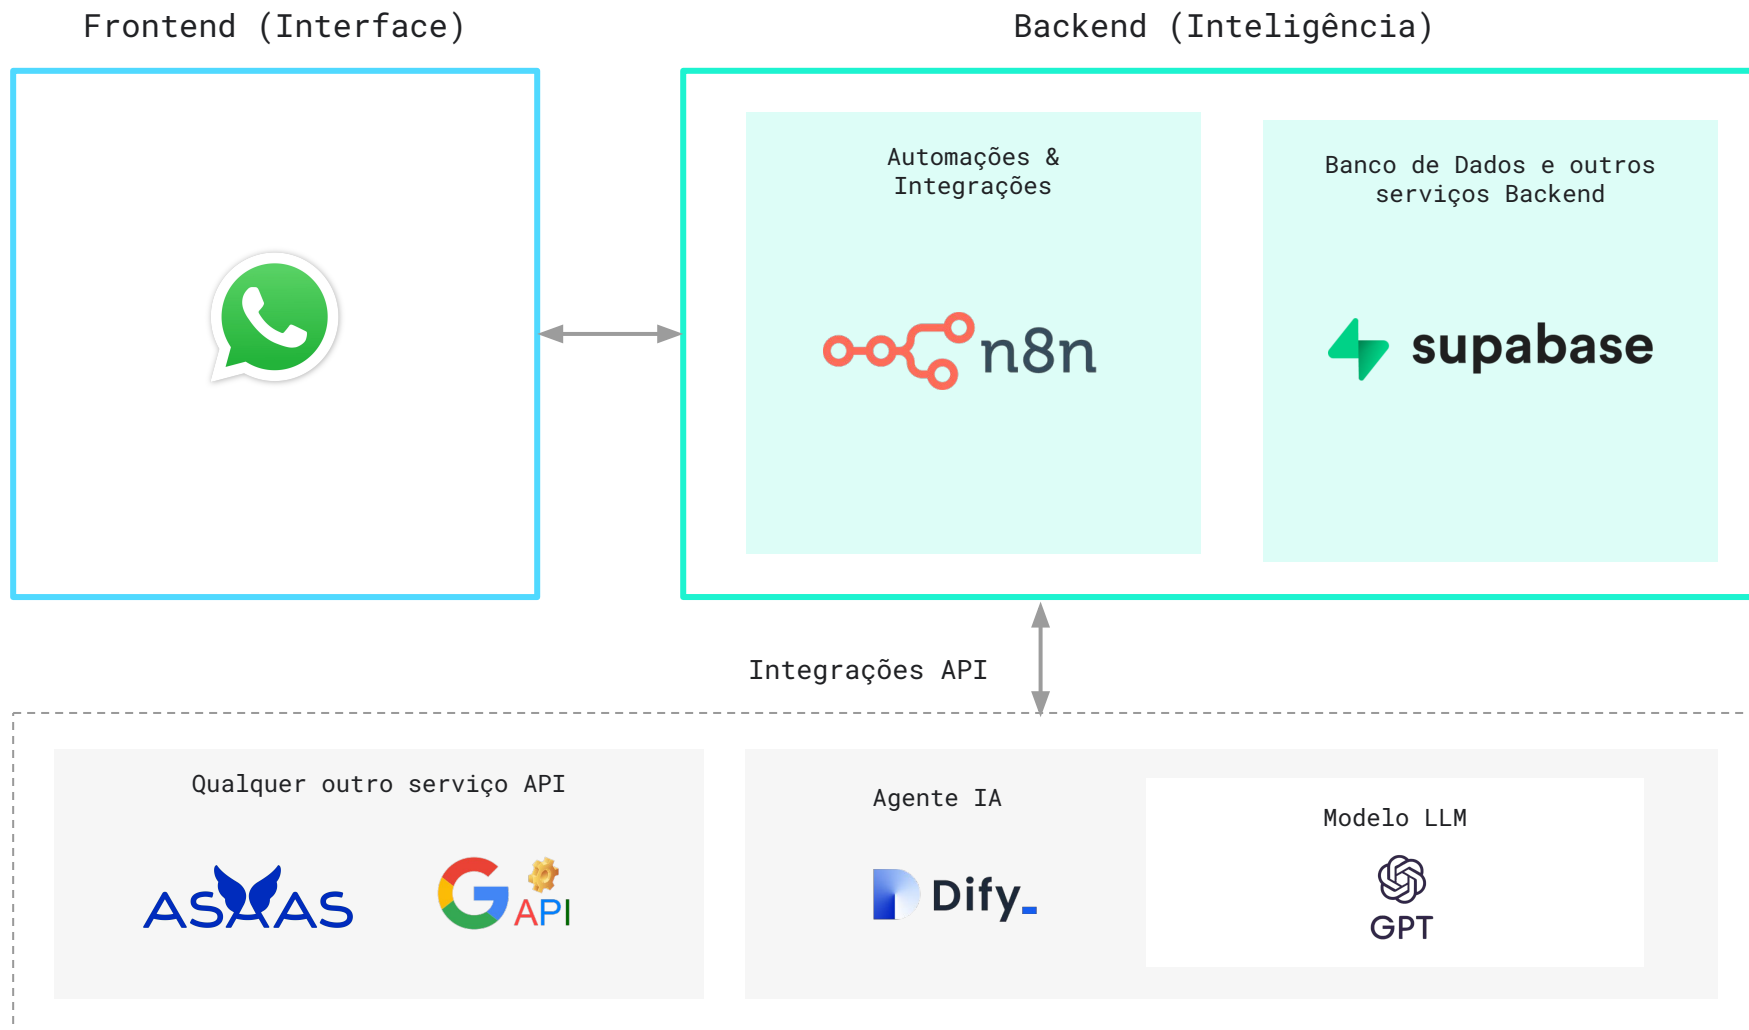 Frontend (Interface)
Backend (Inteligência)
Automações &
Integrações
n8n
Banco de Dados e outros
serviços Backend
supabase
Integrações API
Qualquer outro serviço API
ASAAS
G API
Agente IA
Dify_
Modelo LLM
GPT